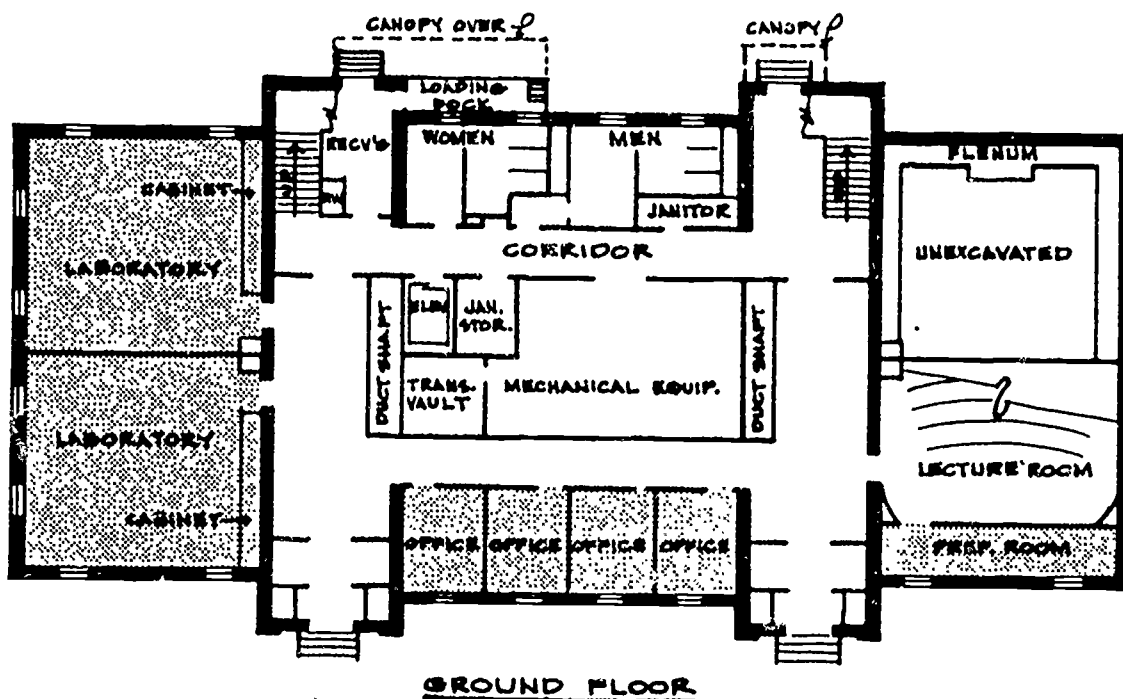 CANOPY OVER
CANOPY
LOADING
DOCK
WOMEN
MEN
RECV'G
PLENUM
CABINET
JANITOR
CORRIDOR
UNEXCAVATED
LABORATORY
ELEV.
JAN.
STOR.
DUCT SHAFT
DUCT SHAFT
TRANS.
VAULT
MECHANICAL EQUIP.
LABORATORY
LECTURE ROOM
CABINET
OFFICE
OFFICE
OFFICE
OFFICE
PREP. ROOM
GROUND FLOOR